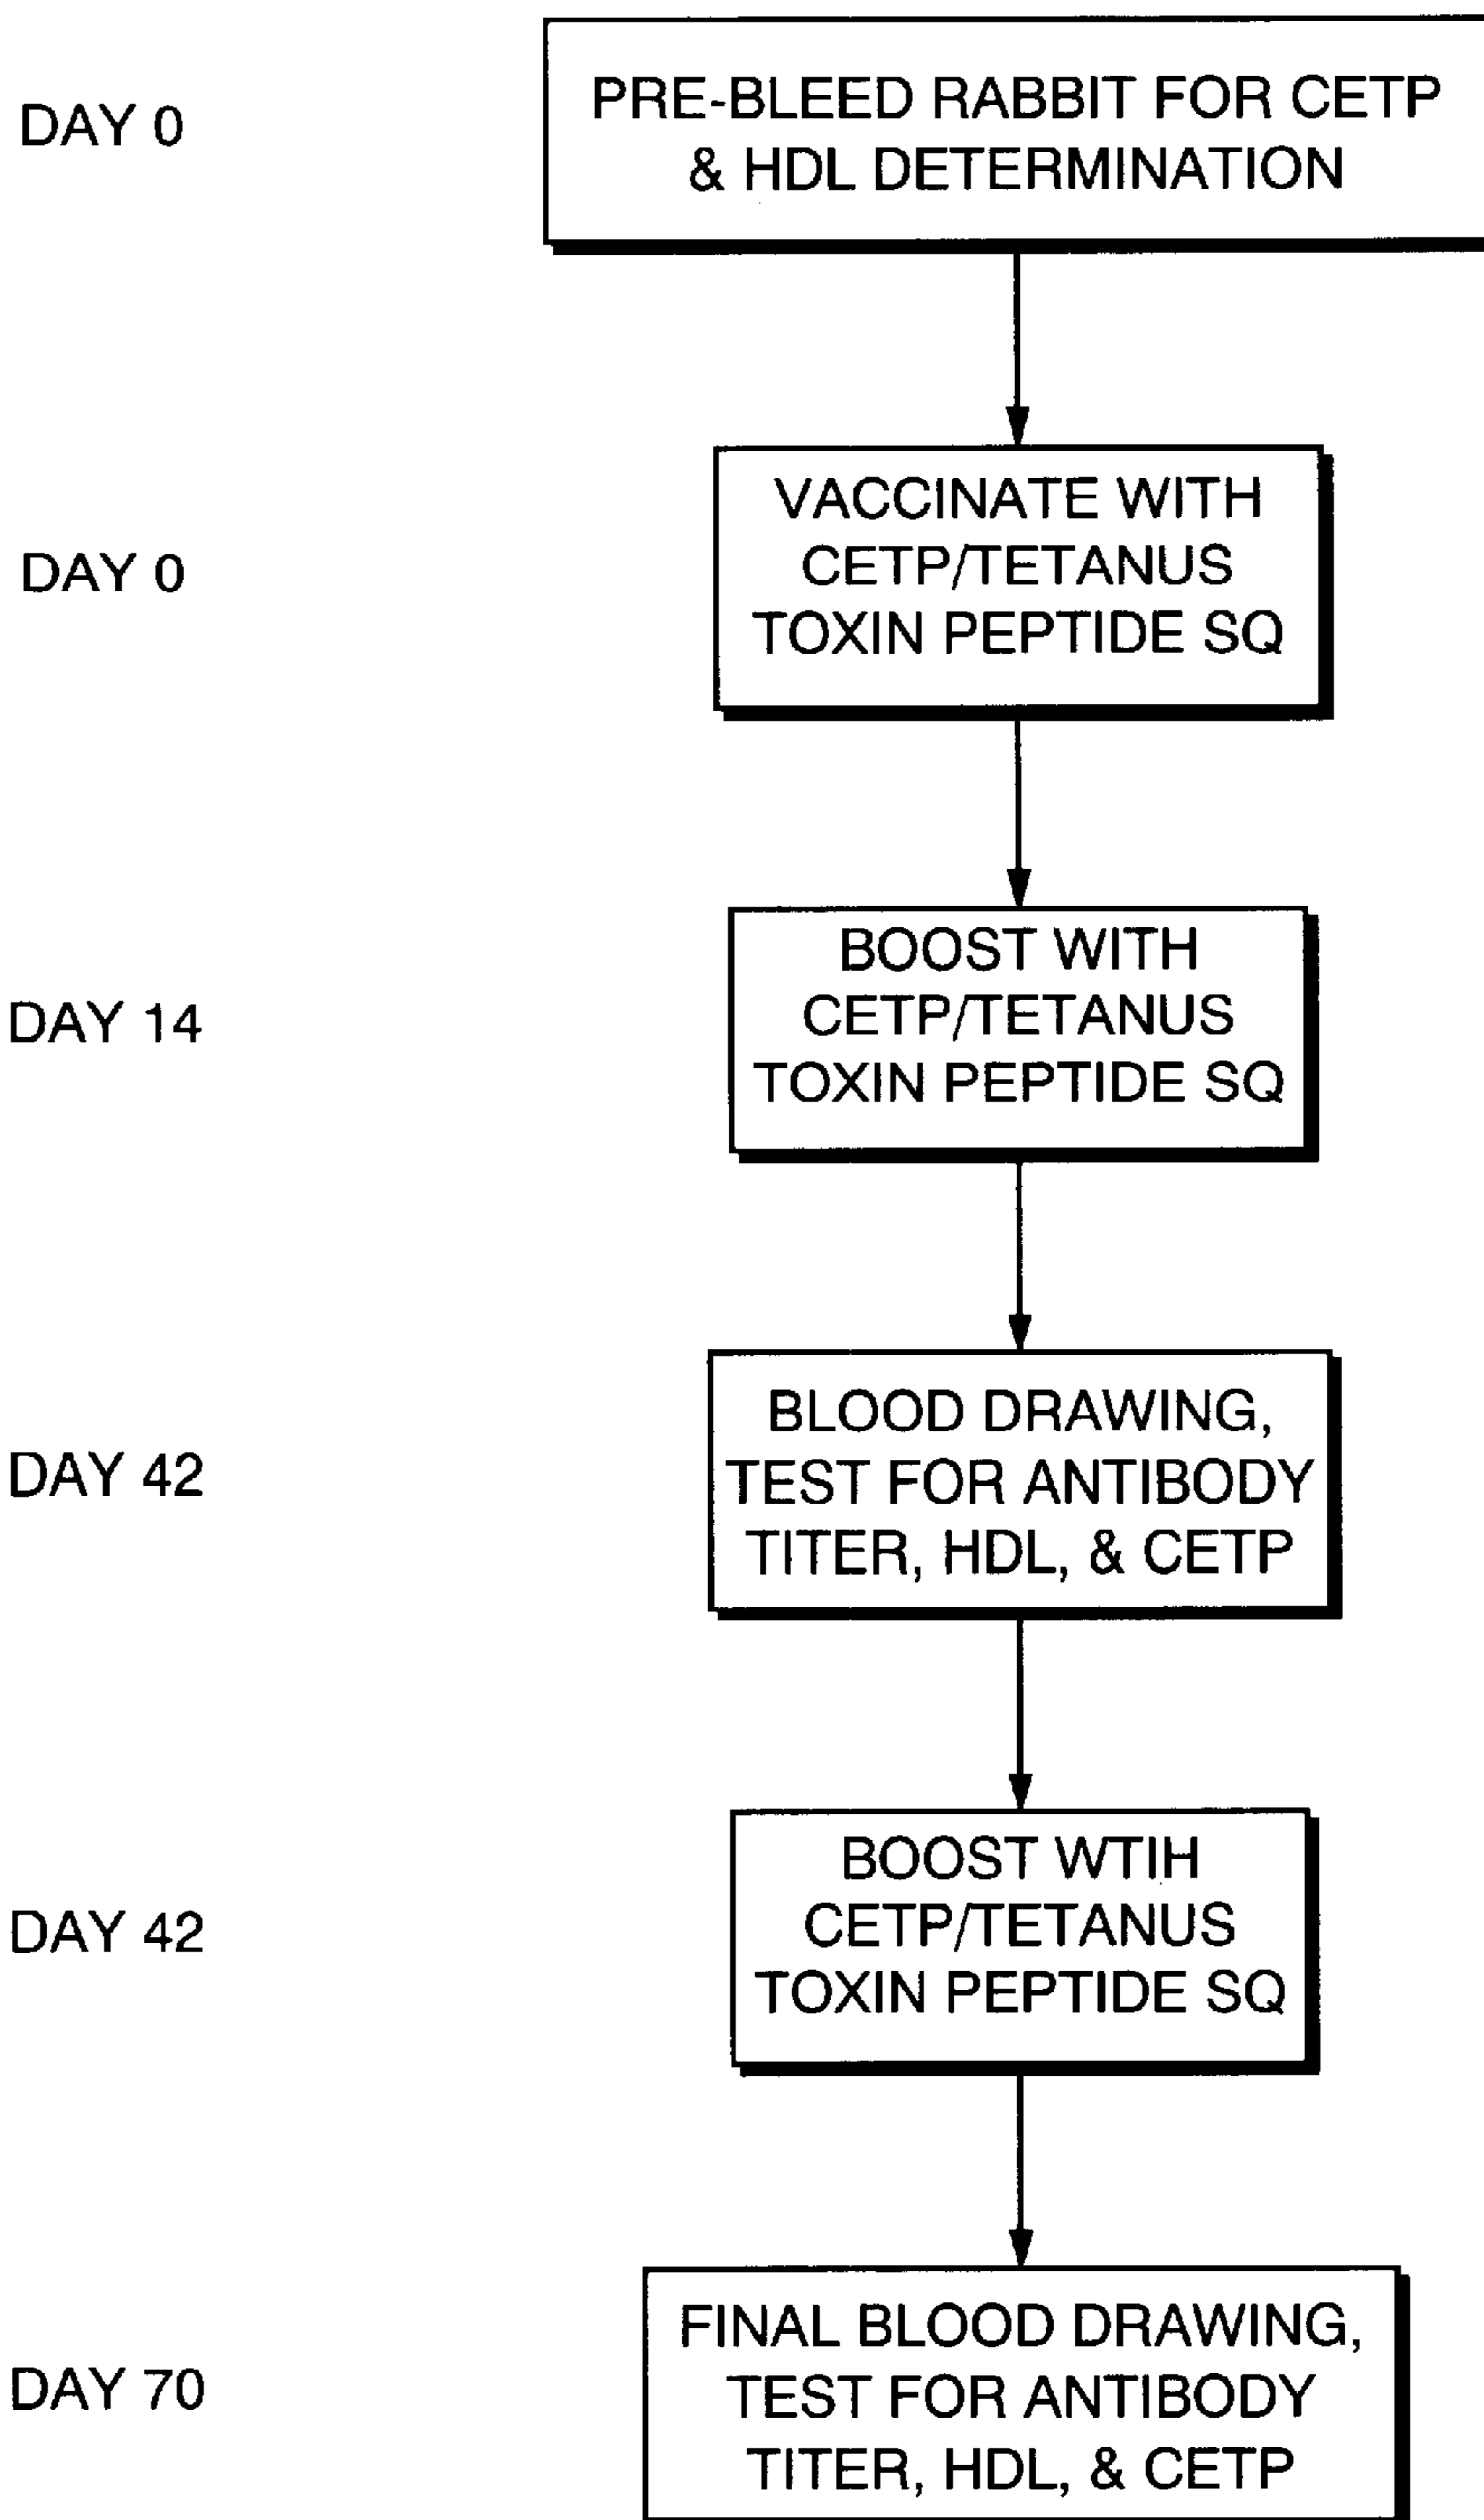 DAY 0
PRE-BLEED RABBIT FOR CETP
& HDL DETERMINATION
DAY 0
VACCINATE WITH
CETP/TETANUS
TOXIN PEPTIDE SQ
DAY 14
BOOST WITH
CETP/TETANUS
TOXIN PEPTIDE SQ
DAY 42
BLOOD DRAWING,
TEST FOR ANTIBODY
TITER, HDL, & CETP
DAY 42
BOOST WTIH
CETP/TETANUS
TOXIN PEPTIDE SQ
DAY 70
FINAL BLOOD DRAWING,
TEST FOR ANTIBODY
TITER, HDL, & CETP